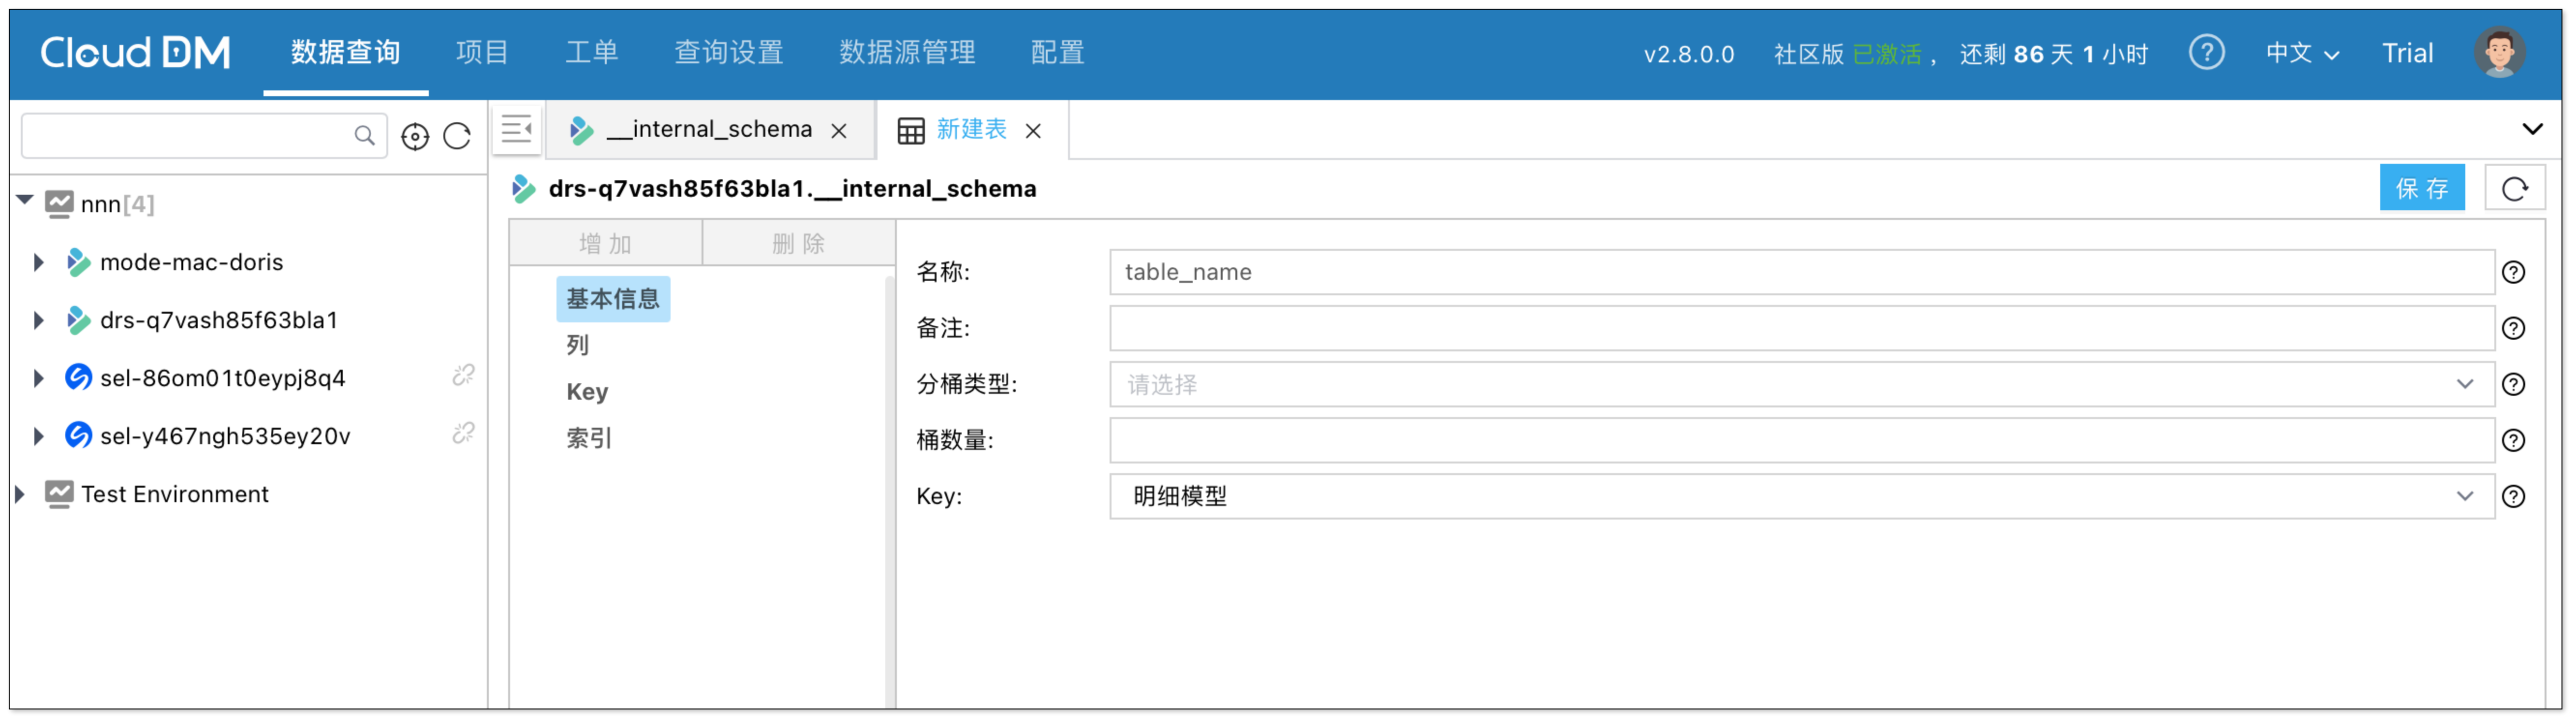 Cloud DM 数据查询 项目 工单 查询设置 数据源管理 配置 v2.8.0.0 社区版 已激活， 还剩 86 天 1 小时 中文 Trial
__internal_schema 新建表
drs-q7vash85f63bla1.__internal_schema 保存
nnn[4]
mode-mac-doris
drs-q7vash85f63bla1
sel-86om01t0eypj8q4
sel-y467ngh535ey20v
Test Environment
增加 删除
基本信息
列
Key
索引
名称: table_name
备注:
分桶类型: 请选择
桶数量:
Key: 明细模型